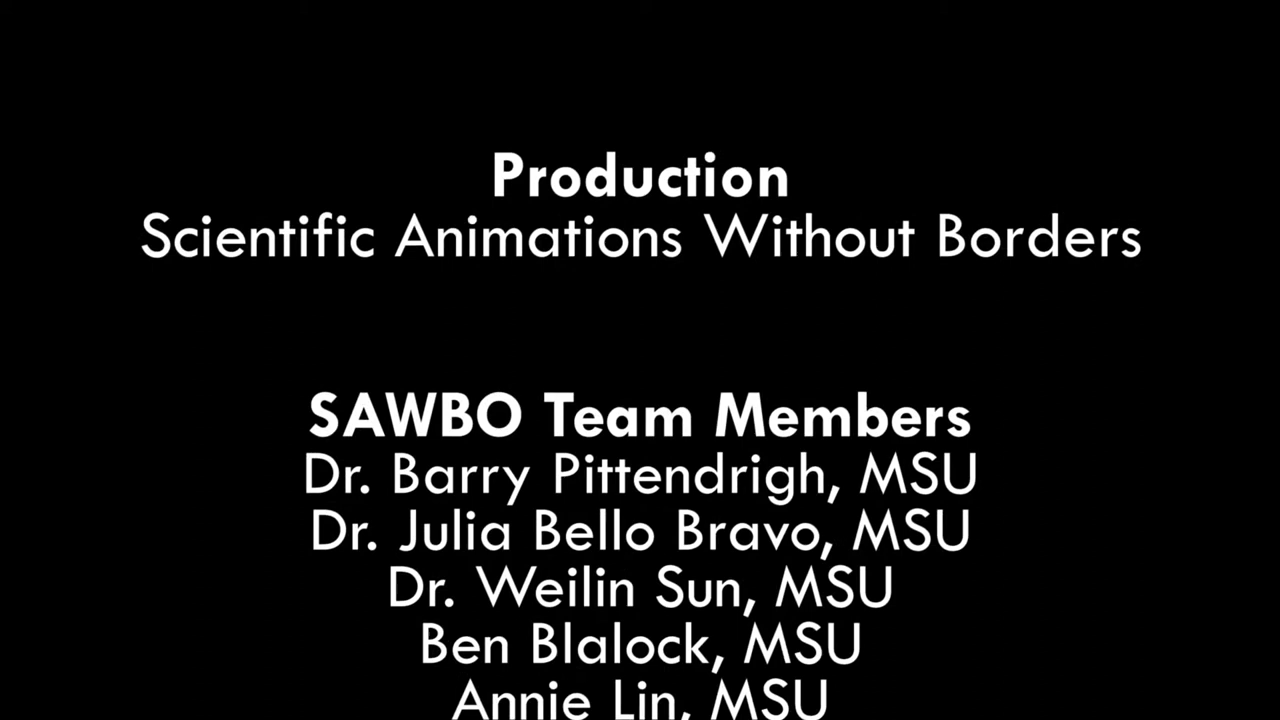 Production
Scientific Animations Without Borders
SAWBO Team Members
Dr. Barry Pittendrigh, MSU
Dr. Julia Bello Bravo, MSU
Dr. Weilin Sun, MSU
Ben Blalock, MSU
Annie Lin, MSU